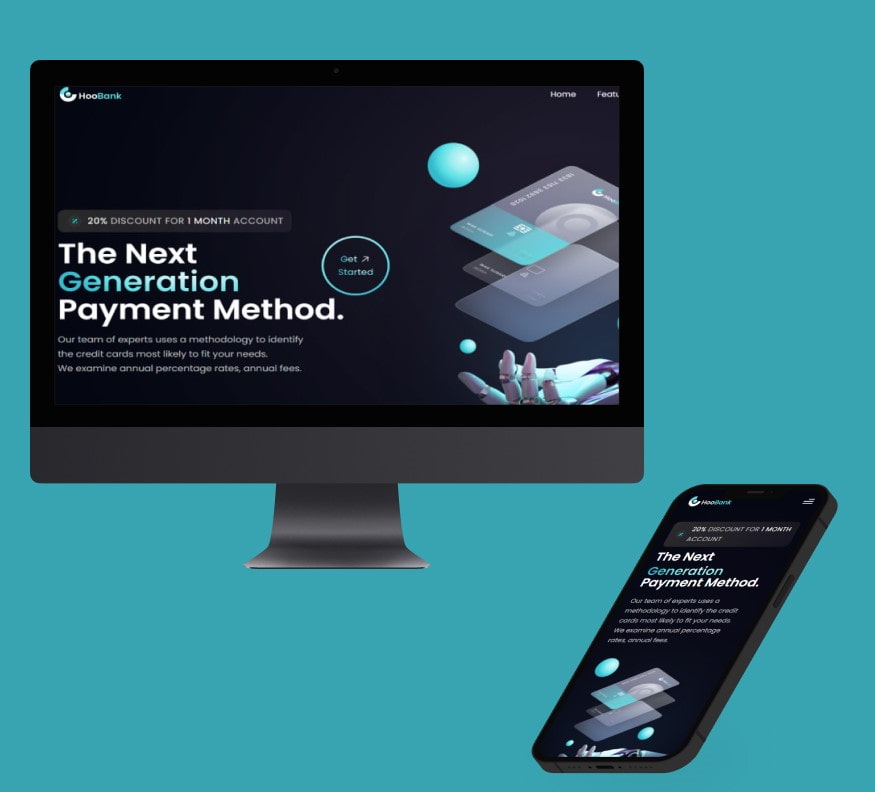 HooBank
Home Featu
20% DISCOUNT FOR 1 MONTH ACCOUNT
The Next
Generation
Payment Method.
Get
Started
Our team of experts uses a methodology to identify
the credit cards most likely to fit your needs.
We examine annual percentage rates, annual fees.
HooBank
20% DISCOUNT FOR 1 MONTH
ACCOUNT
The Next
Generation
Payment Method.
Our team of experts uses a
methodology to identify the credit
cards most likely to fit your needs.
We examine annual percentage
rates, annual fees.